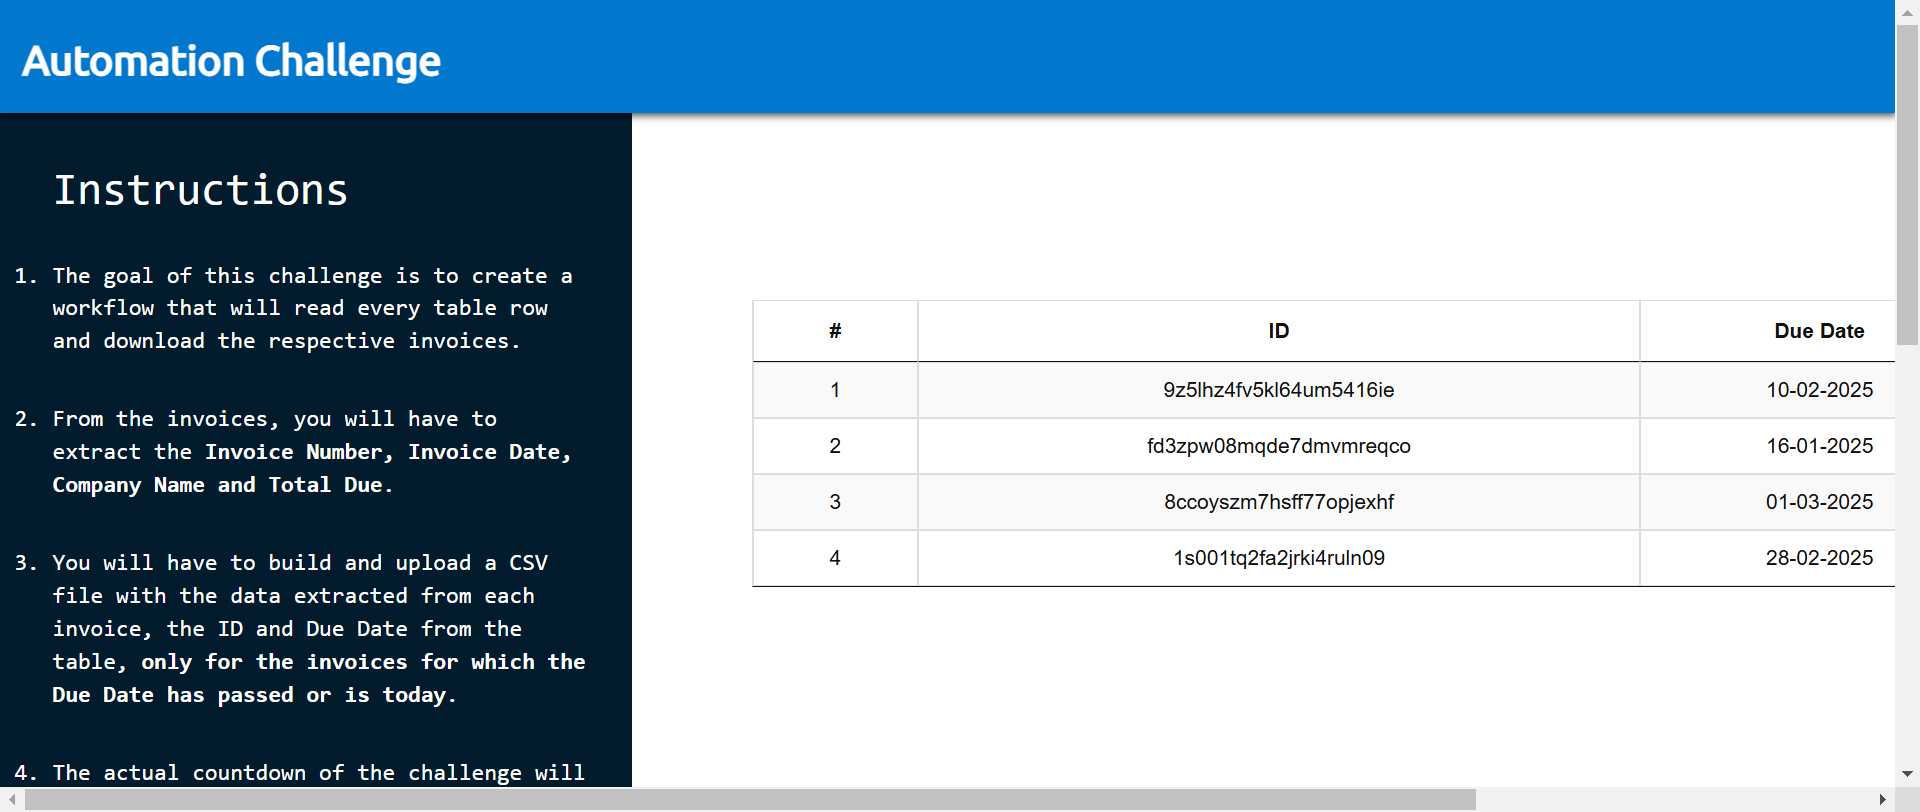 Automation Challenge
Instructions
1. The goal of this challenge is to create a
workflow that will read every table row
and download the respective invoices.
2. From the invoices, you will have to
extract the Invoice Number, Invoice Date,
Company Name and Total Due.
3. You will have to build and upload a CSV
file with the data extracted from each
invoice, the ID and Due Date from the
table, only for the invoices for which the
Due Date has passed or is today.
4. The actual countdown of the challenge will
# ID Due Date
1 9z5lhz4fv5kl64um5416ie 10-02-2025
2 fd3zpw08mqde7dmvmreqco 16-01-2025
3 8ccoyszm7hsff77opjexhf 01-03-2025
4 1s001tq2fa2jrki4ruln09 28-02-2025